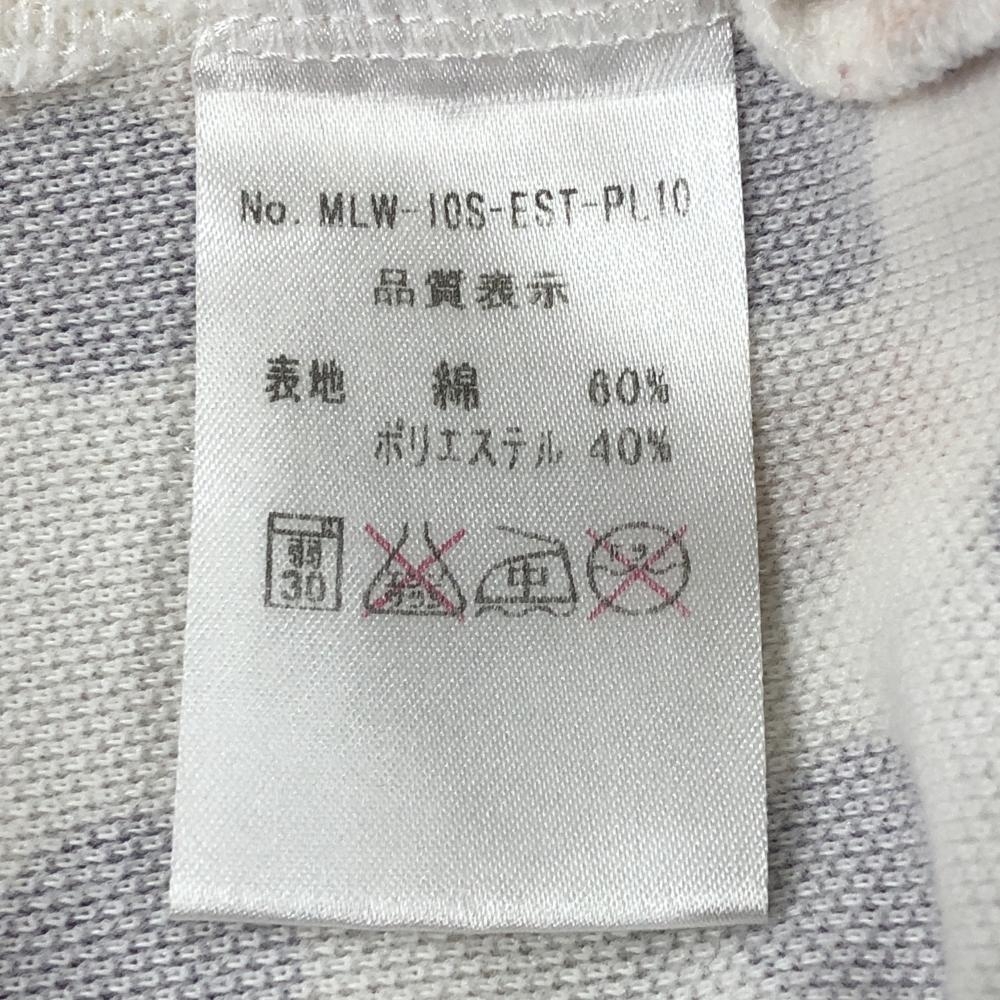 No. MLW-10S-EST-PL10
品質表示
表地 綿 60%
ポリエステル 40%
弱 30 中